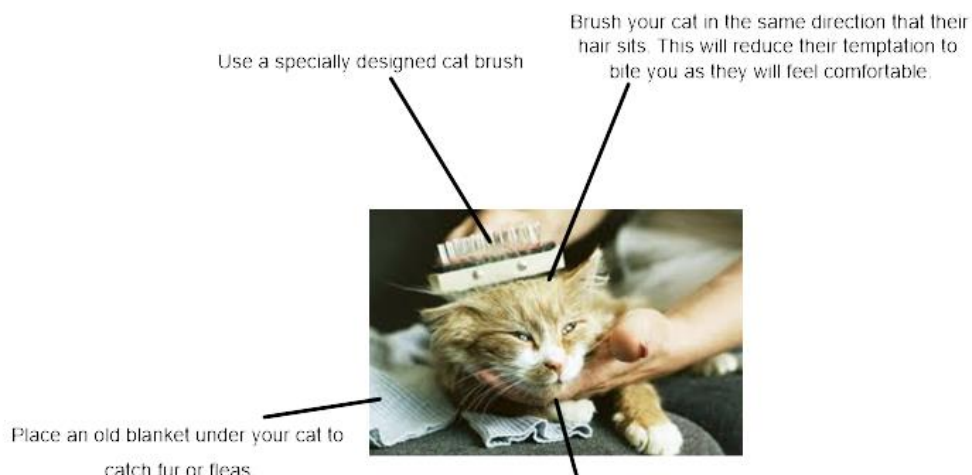 Brush your cat in the same direction that their
hair sits. This will reduce their temptation to
bite you as they will feel comfortable.
Use a specially designed cat brush
Place an old blanket under your cat to
catch fur or fleas